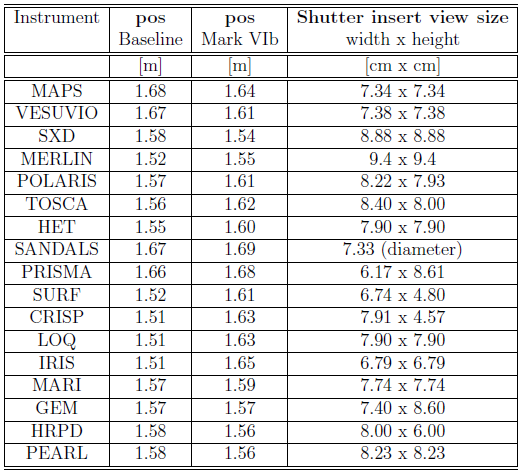 Instrument pos pos Shutter insert view size
Baseline Mark VIb width x height
[m] [m] [cm x cm]
MAPS 1.68 1.64 7.34 x 7.34
VESUVIO 1.67 1.61 7.38 x 7.38
SXD 1.58 1.54 8.88 x 8.88
MERLIN 1.52 1.55 9.4 x 9.4
POLARIS 1.57 1.61 8.22 x 7.93
TOSCA 1.56 1.62 8.40 x 8.00
HET 1.55 1.60 7.90 x 7.90
SANDALS 1.67 1.69 7.33 (diameter)
PRISMA 1.66 1.68 6.17 x 8.61
SURF 1.52 1.61 6.74 x 4.80
CRISP 1.51 1.63 7.91 x 4.57
LOQ 1.51 1.63 7.90 x 7.90
IRIS 1.51 1.65 6.79 x 6.79
MARI 1.57 1.59 7.74 x 7.74
GEM 1.57 1.57 7.40 x 8.60
HRPD 1.58 1.56 8.00 x 6.00
PEARL 1.58 1.56 8.23 x 8.23